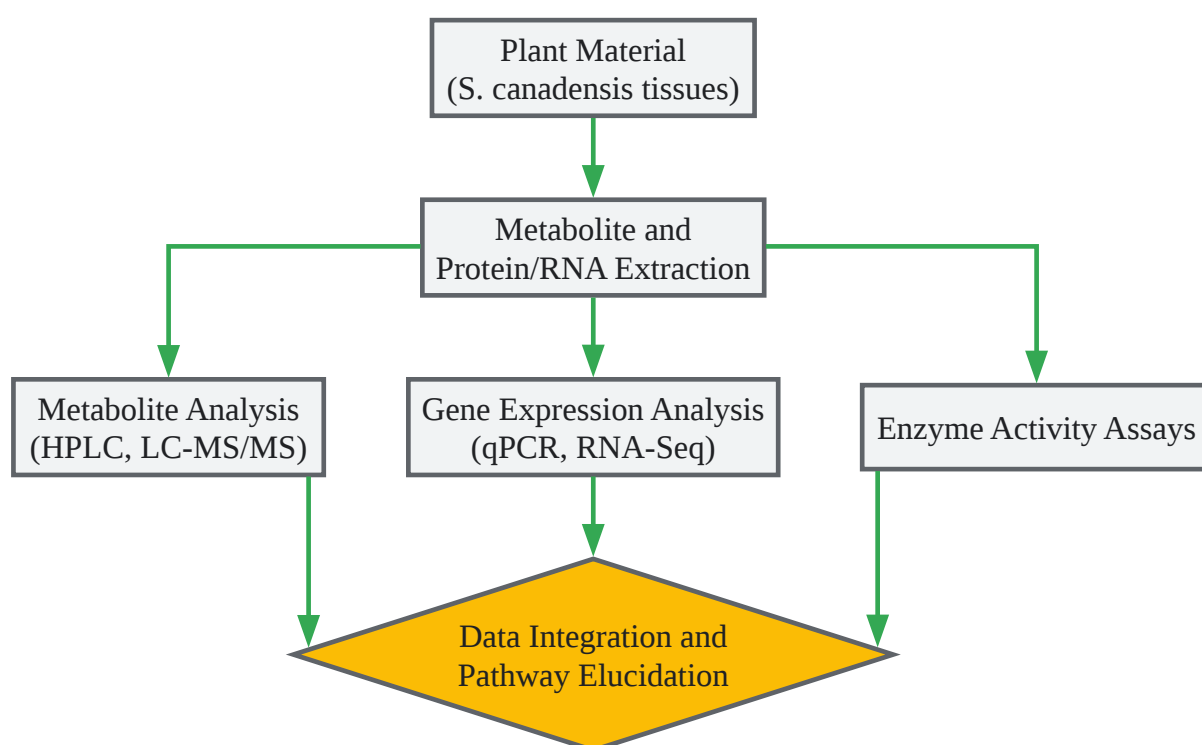 Plant Material
(S. canadensis tissues)
Metabolite and
Protein/RNA Extraction
Metabolite Analysis
(HPLC, LC-MS/MS)
Gene Expression Analysis
(qPCR, RNA-Seq)
Enzyme Activity Assays
Data Integration and
Pathway Elucidation